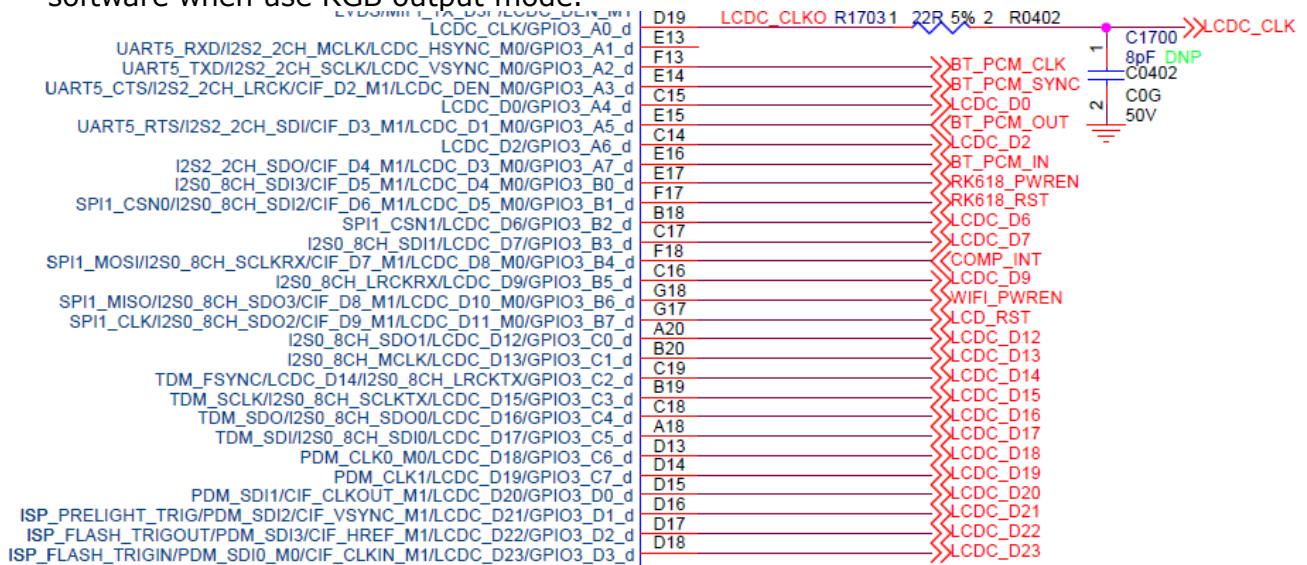 software when use RGB output mode.
LCDC_CLK/GPIO3_A0_d D19 LCDC_CLKO R1703 1 22R 5% 2 R0402 LCDC_CLK
UART5_RXD/I2S2_2CH_MCLK/LCDC_HSYNC_M0/GPIO3_A1_d E13
C1700
1 8pF DNP
C0402
2 C0G
50V
UART5_TXD/I2S2_2CH_SCLK/LCDC_VSYNC_M0/GPIO3_A2_d F13 BT_PCM_CLK
UART5_CTS/I2S2_2CH_LRCK/CIF_D2_M1/LCDC_DEN_M0/GPIO3_A3_d E14 BT_PCM_SYNC
LCDC_D0/GPIO3_A4_d C15 LCDC_D0
UART5_RTS/I2S2_2CH_SDI/CIF_D3_M1/LCDC_D1_M0/GPIO3_A5_d E15 BT_PCM_OUT
LCDC_D2/GPIO3_A6_d C14 LCDC_D2
I2S2_2CH_SDO/CIF_D4_M1/LCDC_D3_M0/GPIO3_A7_d E16 BT_PCM_IN
I2S0_8CH_SDI3/CIF_D5_M1/LCDC_D4_M0/GPIO3_B0_d E17 RK618_PWREN
SPI1_CSN0/I2S0_8CH_SDI2/CIF_D6_M1/LCDC_D5_M0/GPIO3_B1_d F17 RK618_RST
SPI1_CSN1/LCDC_D6/GPIO3_B2_d B18 LCDC_D6
I2S0_8CH_SDI1/LCDC_D7/GPIO3_B3_d C17 LCDC_D7
SPI1_MOSI/I2S0_8CH_SCLKRX/CIF_D7_M1/LCDC_D8_M0/GPIO3_B4_d F18 COMP_INT
I2S0_8CH_LRCKRX/LCDC_D9/GPIO3_B5_d C16 LCDC_D9
SPI1_MISO/I2S0_8CH_SDO3/CIF_D8_M1/LCDC_D10_M0/GPIO3_B6_d G18 WIFI_PWREN
SPI1_CLK/I2S0_8CH_SDO2/CIF_D9_M1/LCDC_D11_M0/GPIO3_B7_d G17 LCD_RST
I2S0_8CH_SDO1/LCDC_D12/GPIO3_C0_d A20 LCDC_D12
I2S0_8CH_MCLK/LCDC_D13/GPIO3_C1_d B20 LCDC_D13
TDM_FSYNC/LCDC_D14/I2S0_8CH_LRCKTX/GPIO3_C2_d C19 LCDC_D14
TDM_SCLK/I2S0_8CH_SCLKTX/LCDC_D15/GPIO3_C3_d B19 LCDC_D15
TDM_SDO/I2S0_8CH_SDO0/LCDC_D16/GPIO3_C4_d C18 LCDC_D16
TDM_SDI/I2S0_8CH_SDI0/LCDC_D17/GPIO3_C5_d A18 LCDC_D17
PDM_CLK0_M0/LCDC_D18/GPIO3_C6_d D13 LCDC_D18
PDM_CLK1/LCDC_D19/GPIO3_C7_d D14 LCDC_D19
PDM_SDI1/CIF_CLKOUT_M1/LCDC_D20/GPIO3_D0_d D15 LCDC_D20
ISP_PRELIGHT_TRIG/PDM_SDI2/CIF_VSYNC_M1/LCDC_D21/GPIO3_D1_d D16 LCDC_D21
ISP_FLASH_TRIGOUT/PDM_SDI3/CIF_HREF_M1/LCDC_D22/GPIO3_D2_d D17 LCDC_D22
ISP_FLASH_TRIGIN/PDM_SDI0_M0/CIF_CLKIN_M1/LCDC_D23/GPIO3_D3_d D18 LCDC_D23